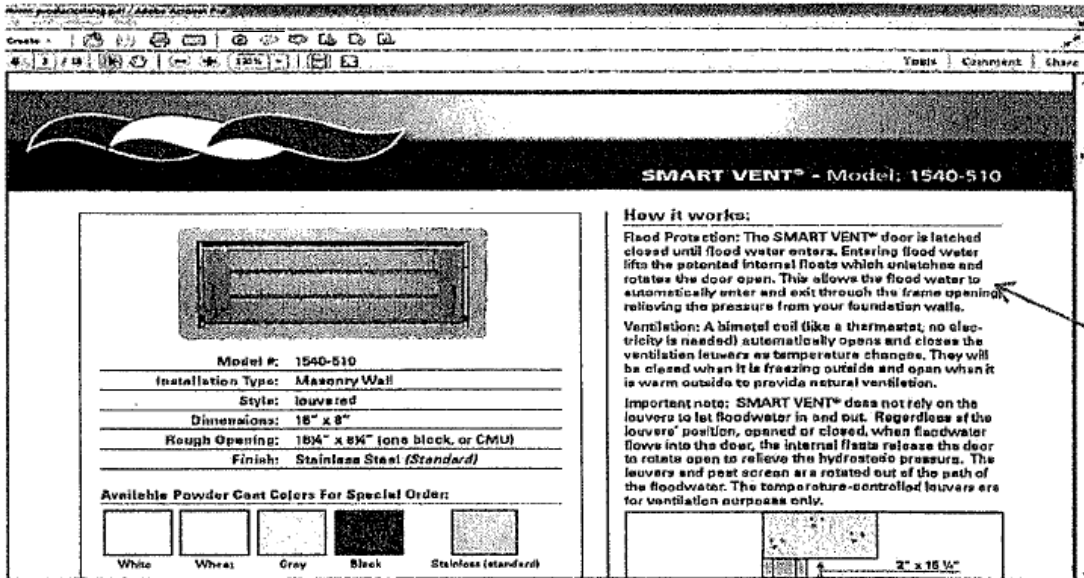 Create
3 / 18
Tools
Comment
Share
SMART VENT® - Model: 1540-510
Model #: 1540-510
Installation Type: Masonry Wall
Style: louvered
Dimensions: 16" x 8"
Rough Opening: 16¼" x 8¼" (one block, or CMU)
Finish: Stainless Steel (Standard)
Available Powder Coat Colors For Special Order:
White
Wheat
Gray
Black
Stainless (standard)
How it works:
Flood Protection: The SMART VENT® door is latched
closed until flood water enters. Entering flood water
lifts the patented internal floats which unlatches and
rotates the door open. This allows the flood water to
automatically enter and exit through the frame opening,
relieving the pressure from your foundation walls.
Ventilation: A bimetal coil (like a thermostat, no elec-
tricity is needed) automatically opens and closes the
ventilation louvers as temperature changes. They will
be closed when it is freezing outside and open when it
is warm outside to provide natural ventilation.
Important note: SMART VENT® does not rely on the
louvers to let floodwater in and out. Regardless of the
louvers' position, opened or closed, when floodwater
flows into the door, the internal floats release the door
to rotate open to relieve the hydrostatic pressure. The
louvers and pest screen are rotated out of the path of
the floodwater. The temperature-controlled louvers are
for ventilation purposes only.
2" x 16 ¼"